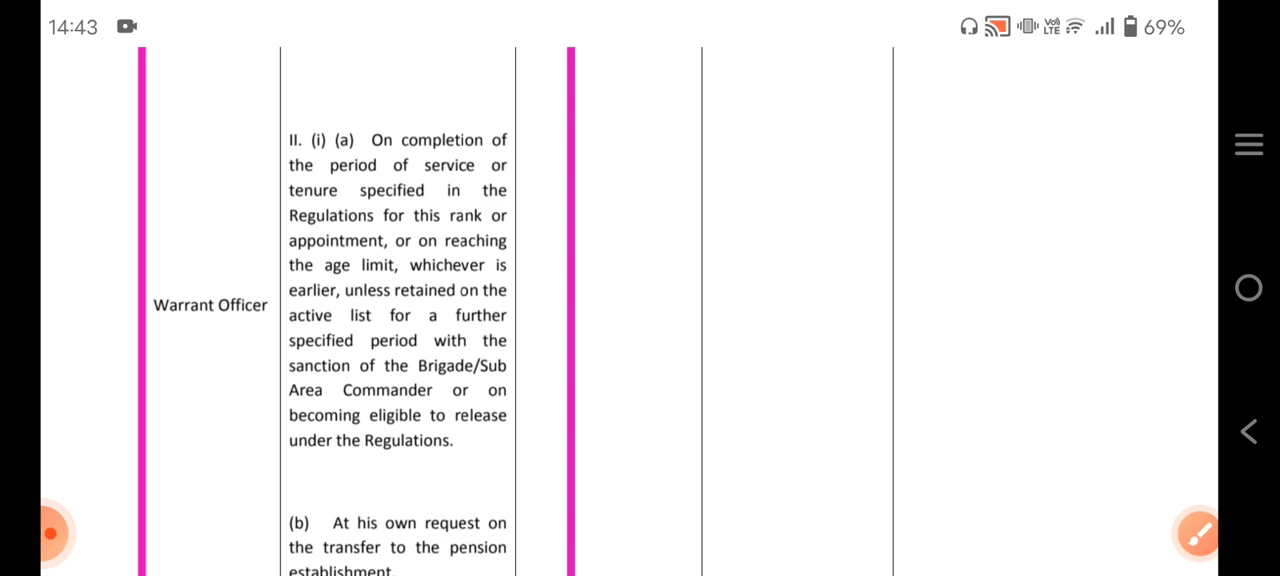 14:43
Vo)) LTE
69%
II. (i) (a) On completion of
the period of service or
tenure specified in the
Regulations for this rank or
appointment, or on reaching
the age limit, whichever is
earlier, unless retained on the
Warrant Officer
active list for a further
specified period with the
sanction of the Brigade/Sub
Area Commander or on
becoming eligible to release
under the Regulations.
(b) At his own request on
the transfer to the pension
establishment.